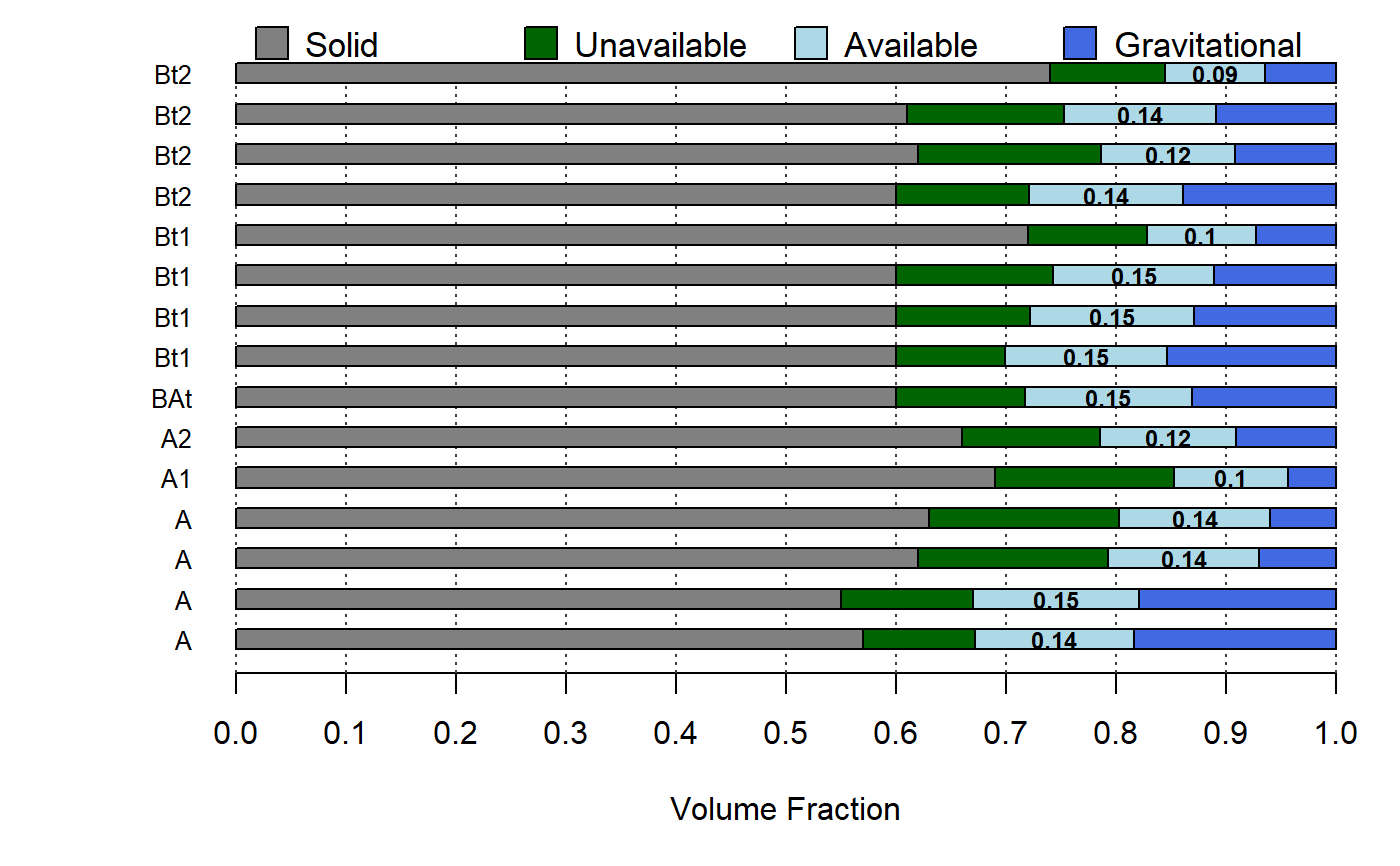 Solid Unavailable Available Gravitational
Bt2 0.09
Bt2 0.14
Bt2 0.12
Bt2 0.14
Bt1 0.1
Bt1 0.15
Bt1 0.15
Bt1 0.15
BAt 0.15
A2 0.12
A1 0.1
A 0.14
A 0.14
A 0.15
A 0.14
0.0 0.1 0.2 0.3 0.4 0.5 0.6 0.7 0.8 0.9 1.0
Volume Fraction